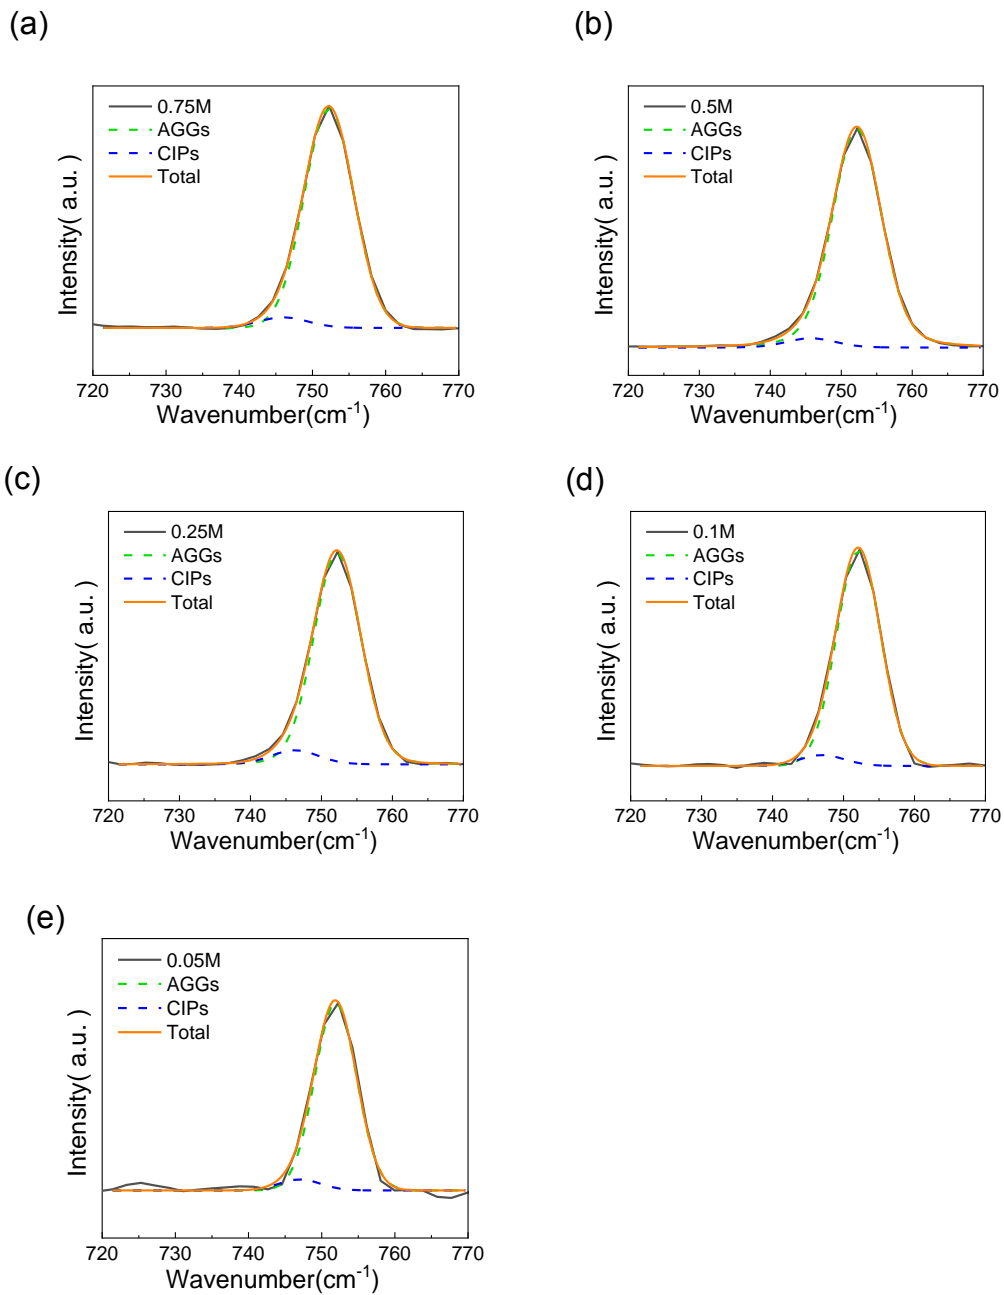 (a)
0.75M
AGGs
CIPs
Total
Intensity( a.u. )
720 730 740 750 760 770
Wavenumber(cm⁻¹)
(b)
0.5M
AGGs
CIPs
Total
Intensity( a.u. )
720 730 740 750 760 770
Wavenumber(cm⁻¹)
(c)
0.25M
AGGs
CIPs
Total
Intensity( a.u. )
720 730 740 750 760 770
Wavenumber(cm⁻¹)
(d)
0.1M
AGGs
CIPs
Total
Intensity( a.u. )
720 730 740 750 760 770
Wavenumber(cm⁻¹)
(e)
0.05M
AGGs
CIPs
Total
Intensity( a.u. )
720 730 740 750 760 770
Wavenumber(cm⁻¹)